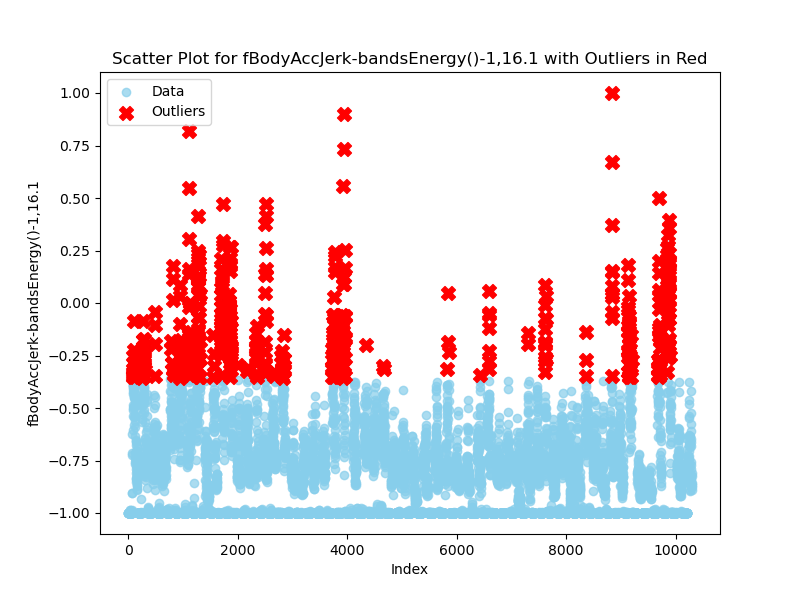 Scatter Plot for fBodyAccJerk-bandsEnergy()-1,16.1 with Outliers in Red
Data
Outliers
1.00
0.75
0.50
0.25
0.00
−0.25
−0.50
−0.75
−1.00
fBodyAccJerk-bandsEnergy()-1,16.1
0 2000 4000 6000 8000 10000
Index